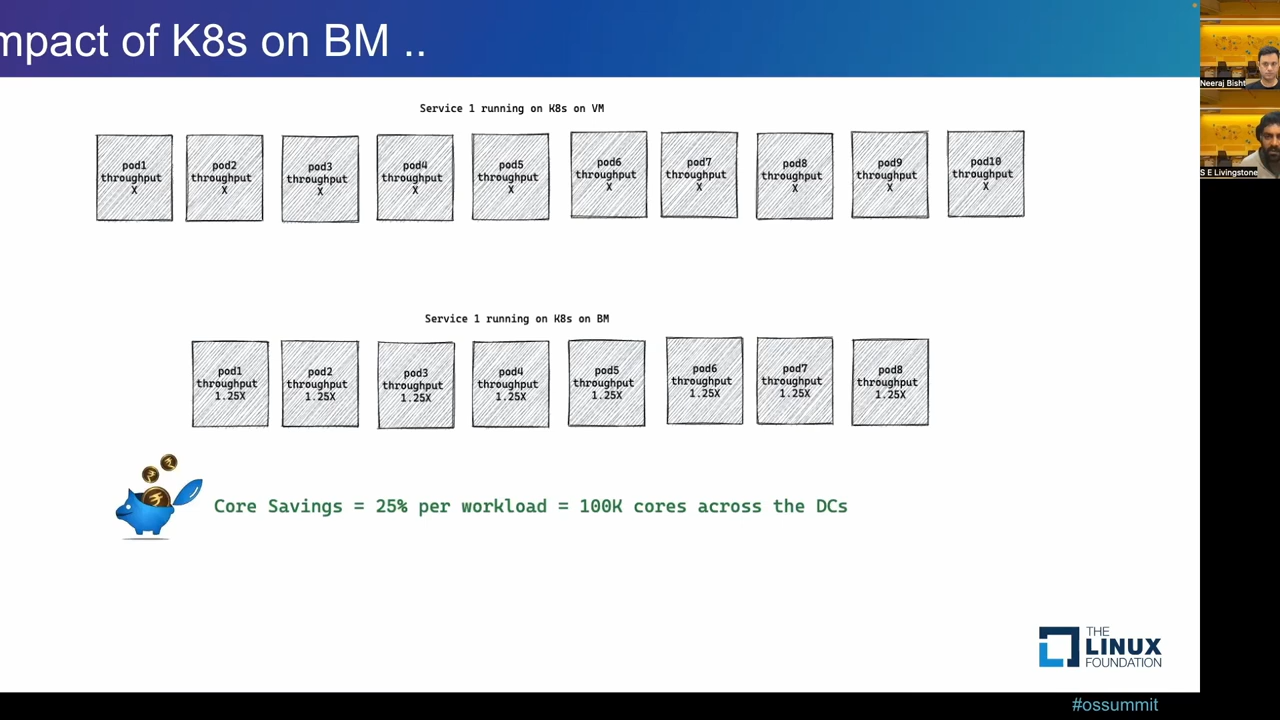 mpact of K8s on BM ..
Neeraj Bisht
S E Livingstone
Service 1 running on K8s on VM
pod1
throughput
X
pod2
throughput
X
pod3
throughput
X
pod4
throughput
X
pod5
throughput
X
pod6
throughput
X
pod7
throughput
X
pod8
throughput
X
pod9
throughput
X
pod10
throughput
X
Service 1 running on K8s on BM
pod1
throughput
1.25X
pod2
throughput
1.25X
pod3
throughput
1.25X
pod4
throughput
1.25X
pod5
throughput
1.25X
pod6
throughput
1.25X
pod7
throughput
1.25X
pod8
throughput
1.25X
Core Savings = 25% per workload = 100K cores across the DCs
THE
LINUX
FOUNDATION
#ossummit